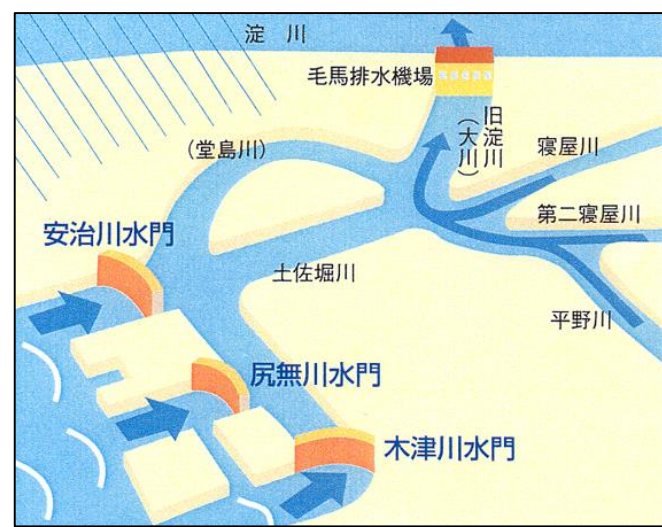 淀川
毛馬排水機場
旧淀川
(大川)
(堂島川)
寝屋川
第二寝屋川
安治川水門
土佐堀川
平野川
尻無川水門
木津川水門